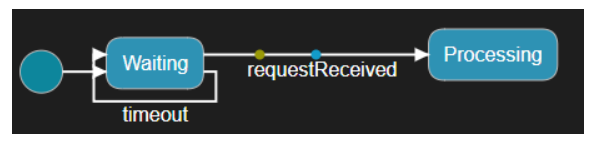 Waiting
Processing
requestReceived
timeout